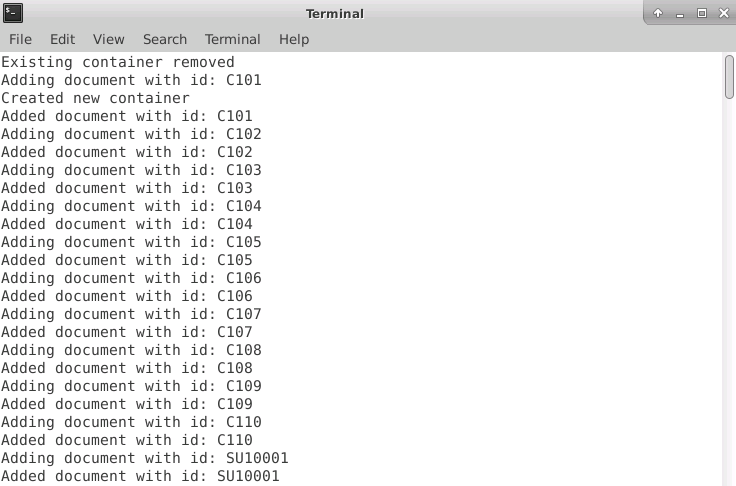 Terminal
File Edit View Search Terminal Help
Existing container removed
Adding document with id: C101
Created new container
Added document with id: C101
Adding document with id: C102
Added document with id: C102
Adding document with id: C103
Added document with id: C103
Adding document with id: C104
Added document with id: C104
Adding document with id: C105
Added document with id: C105
Adding document with id: C106
Added document with id: C106
Adding document with id: C107
Added document with id: C107
Adding document with id: C108
Added document with id: C108
Adding document with id: C109
Added document with id: C109
Adding document with id: C110
Added document with id: C110
Adding document with id: SU10001
Added document with id: SU10001